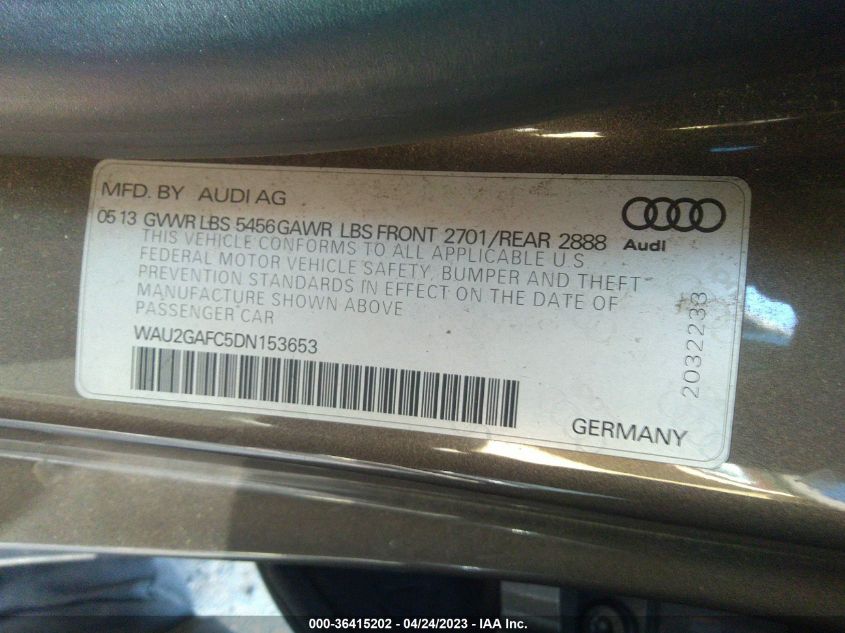 MFD. BY AUDI AG
05 13 GVWR LBS 5456 GAWR LBS FRONT 2701/REAR 2888
THIS VEHICLE CONFORMS TO ALL APPLICABLE U S
FEDERAL MOTOR VEHICLE SAFETY, BUMPER AND THEFT
PREVENTION STANDARDS IN EFFECT ON THE DATE OF
MANUFACTURE SHOWN ABOVE
PASSENGER CAR
WAU2GAFC5DN153653
Audi
2032233
GERMANY
000-36415202 - 04/24/2023 - IAA Inc.